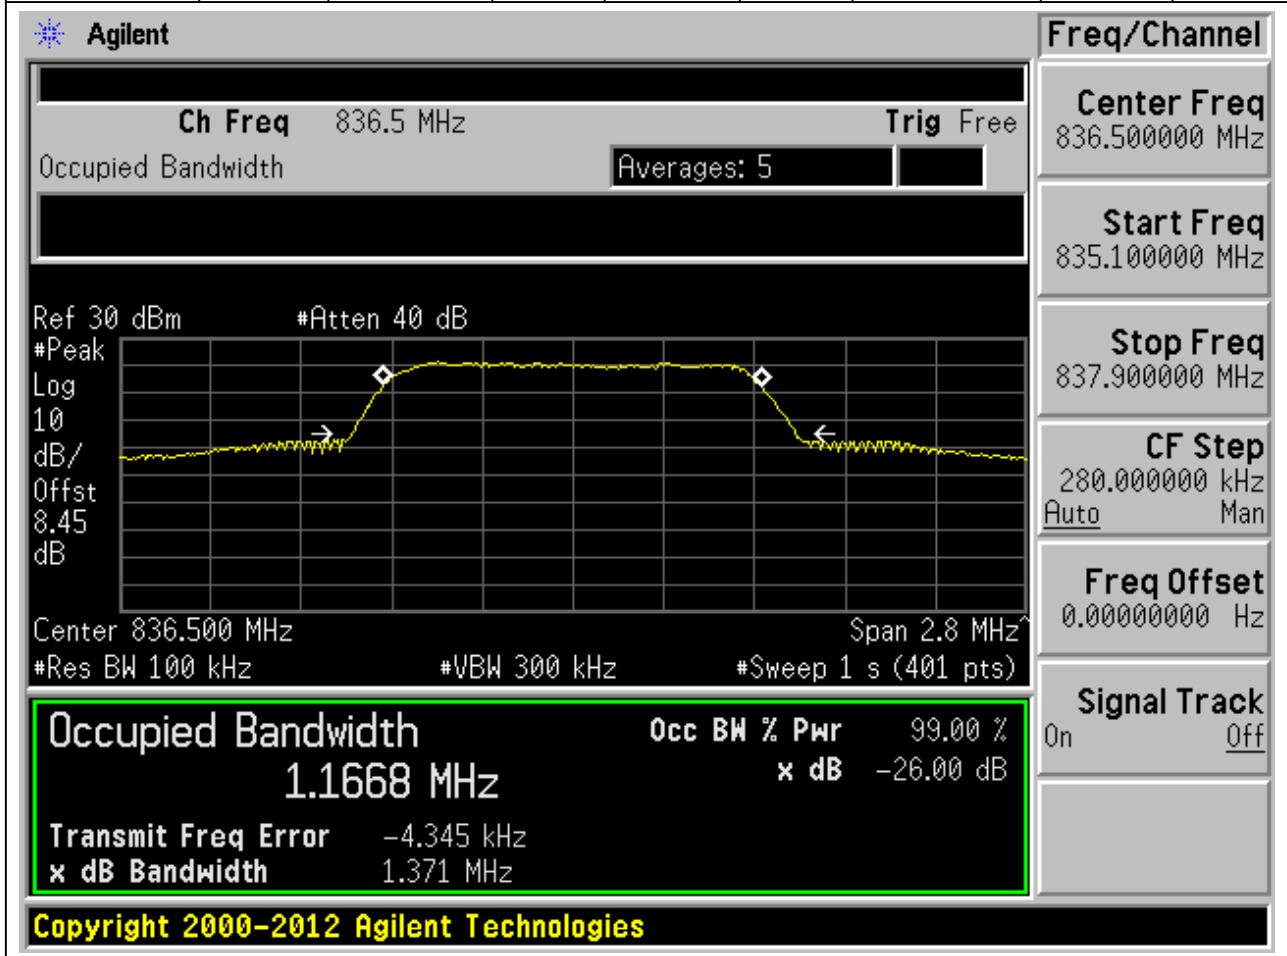 Agilent
Freq/Channel
Ch Freq 836.5 MHz Trig Free
Occupied Bandwidth Averages: 5
Center Freq
836.500000 MHz
Start Freq
835.100000 MHz
Stop Freq
837.900000 MHz
CF Step
280.000000 kHz
Auto Man
Freq Offset
0.00000000 Hz
Signal Track
On Off
Ref 30 dBm #Atten 40 dB
#Peak
Log
10
dB/
Offst
8.45
dB
Center 836.500 MHz Span 2.8 MHz^
#Res BW 100 kHz #VBW 300 kHz #Sweep 1 s (401 pts)
Occupied Bandwidth Occ BW % Pwr 99.00 %
1.1668 MHz x dB -26.00 dB
Transmit Freq Error -4.345 kHz
x dB Bandwidth 1.371 MHz
Copyright 2000-2012 Agilent Technologies